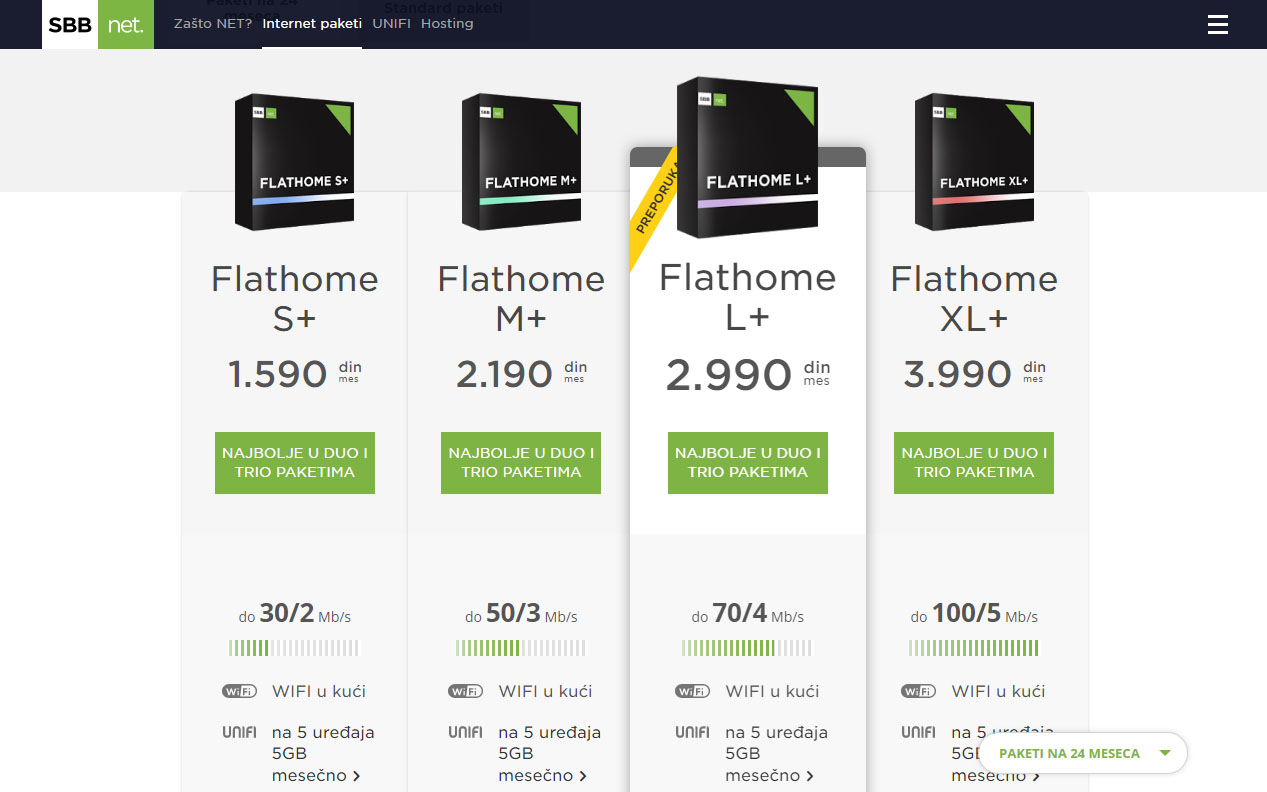 Paketi na 24
meseca
Standard paketi
SBB net. Zašto NET? Internet paketi UNIFI Hosting
SBB net.
FLATHOME S+
SBB net.
FLATHOME M+
PREPORUKA
SBB net.
FLATHOME L+
SBB net.
FLATHOME XL+
Flathome
S+
1.590 din
mes
NAJBOLJE U DUO I
TRIO PAKETIMA
do 30/2 Mb/s
WiFi WIFI u kući
UNIFI na 5 uređaja
5GB
mesečno
Flathome
M+
2.190 din
mes
NAJBOLJE U DUO I
TRIO PAKETIMA
do 50/3 Mb/s
WiFi WIFI u kući
UNIFI na 5 uređaja
5GB
mesečno
Flathome
L+
2.990 din
mes
NAJBOLJE U DUO I
TRIO PAKETIMA
do 70/4 Mb/s
WiFi WIFI u kući
UNIFI na 5 uređaja
5GB
mesečno
Flathome
XL+
3.990 din
mes
NAJBOLJE U DUO I
TRIO PAKETIMA
do 100/5 Mb/s
WiFi WIFI u kući
UNIFI na 5 uređaja
5GB
mesečno
PAKETI NA 24 MESECA